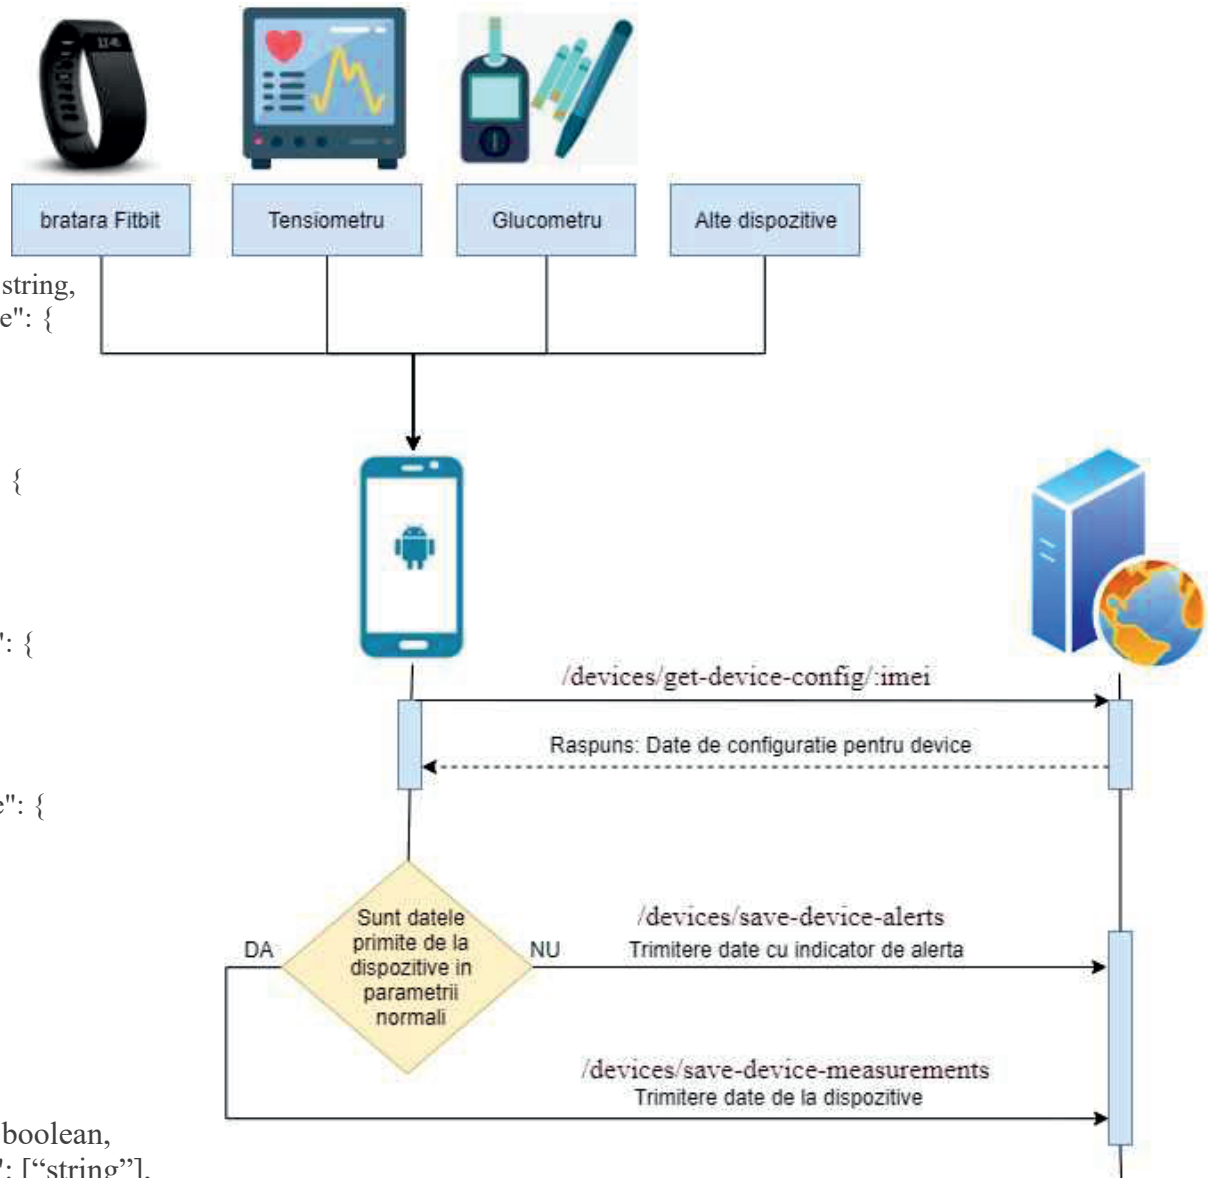 bratara Fitbit
Tensiometru
Glucometru
Alte dispozitive
string,
e": {
{
": {
/devices/get-device-config/:imei
Raspuns: Date de configuratie pentru device
e": {
Sunt datele
primite de la
dispozitive in
parametrii
normali
DA
NU
/devices/save-device-alerts
Trimitere date cu indicator de alerta
/devices/save-device-measurements
Trimitere date de la dispozitive
boolean,
": [“string”],